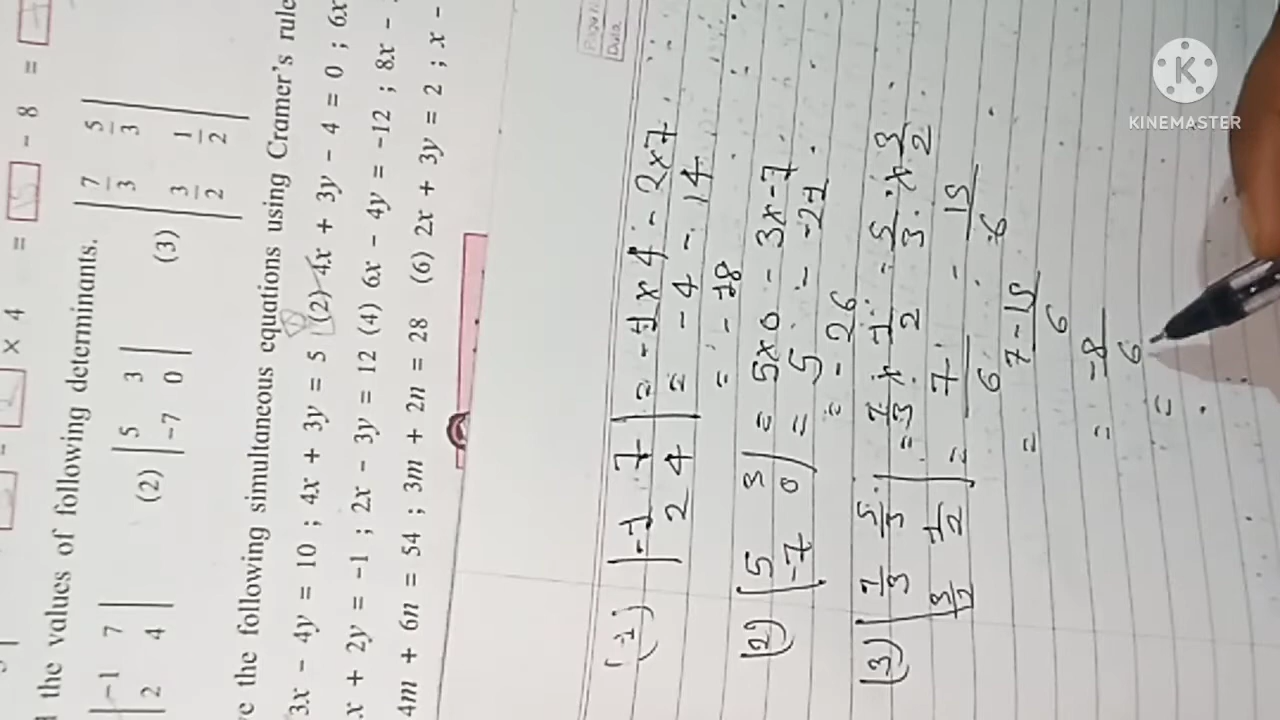 - 8 =
× 4 =
the values of following determinants.
| -1 7 | (2) | 5 3 | (3) | 7/3 5/3 |
| 2 4 | | -7 0 | | 3/2 1/2 |
the following simultaneous equations using Cramer's rule
3x - 4y = 10 ; 4x + 3y = 5 (2) 4x + 3y - 4 = 0 ; 6x
x + 2y = -1 ; 2x - 3y = 12 (4) 6x - 4y = -12 ; 8x -
4m + 6n = 54 ; 3m + 2n = 28 (6) 2x + 3y = 2 ; x -
Date
| -1 7 | = -1 x 4 - 2 x 7
| 2 4 | = -4 - 14
= -18
(2) | 5 3 | = 5 x 0 - 3 x -7
| -7 0 | = 5 - -21
= -26
(3) | 7/3 5/3 | = 7/3 x 1/2 - 5/3 x 3/2
| 3/2 1/2 | = 7/6 - 15/6
= 7-15/6
= -8/6
=
K
KINEMASTER